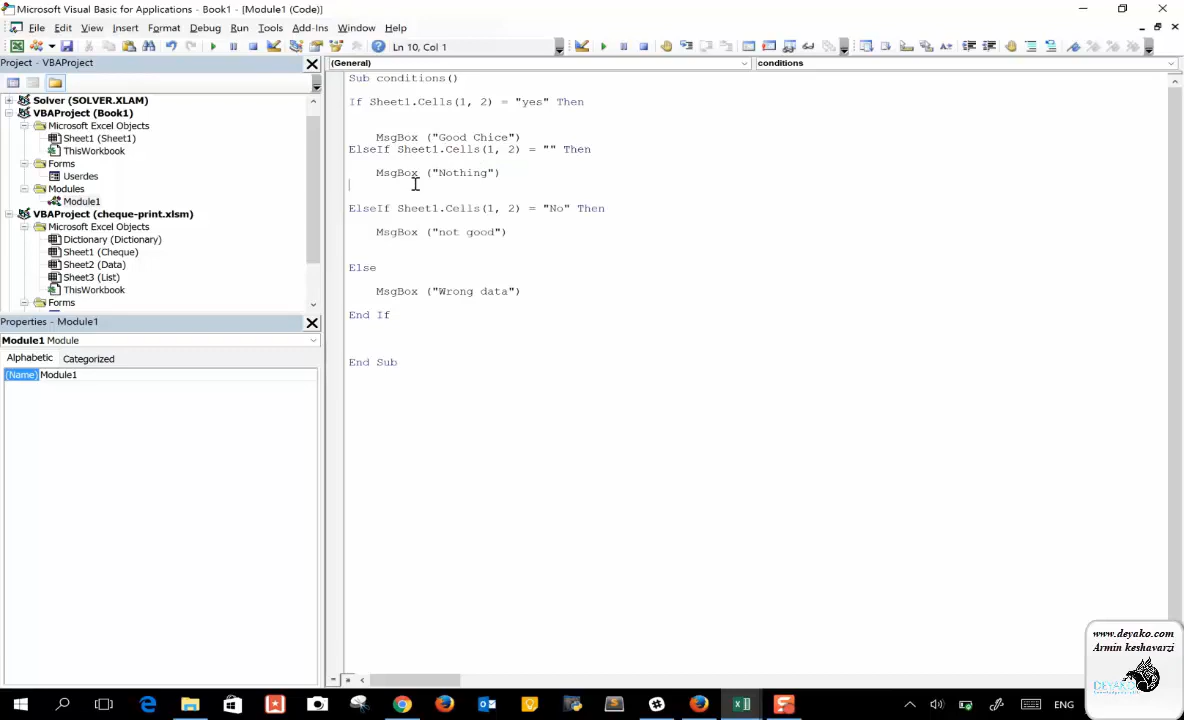 Microsoft Visual Basic for Applications - Book1 - [Module1 (Code)]
File Edit View Insert Format Debug Run Tools Add-Ins Window Help
Ln 10, Col 1
Project - VBAProject
(General)
conditions
Solver (SOLVER.XLAM)
VBAProject (Book1)
Microsoft Excel Objects
Sheet1 (Sheet1)
ThisWorkbook
Forms
Userdes
Modules
Module1
VBAProject (cheque-print.xlsm)
Microsoft Excel Objects
Dictionary (Dictionary)
Sheet1 (Cheque)
Sheet2 (Data)
Sheet3 (List)
ThisWorkbook
Forms
Properties - Module1
Module1 Module
Alphabetic Categorized
(Name) Module1
Sub conditions()
If Sheet1.Cells(1, 2) = "yes" Then
MsgBox ("Good Chice")
ElseIf Sheet1.Cells(1, 2) = "" Then
MsgBox ("Nothing")
ElseIf Sheet1.Cells(1, 2) = "No" Then
MsgBox ("not good")
Else
MsgBox ("Wrong data")
End If
End Sub
www.deyako.com
Armin keshavarzi
DEYAKO
ENG